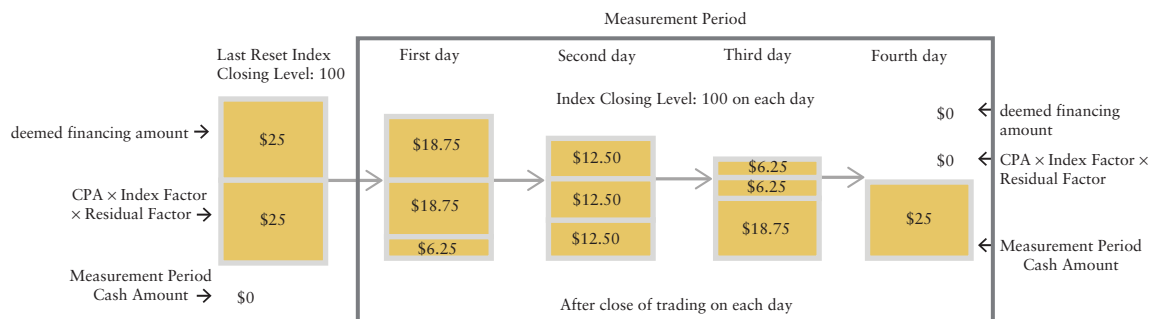 Measurement Period
Last Reset Index
Closing Level: 100
First day
Second day
Third day
Fourth day
Index Closing Level: 100 on each day
deemed financing amount →
$25
$18.75
$12.50
$6.25
$0
← deemed financing
amount
CPA × Index Factor
× Residual Factor →
$25
$18.75
$12.50
$6.25
$0
← CPA × Index Factor ×
Residual Factor
Measurement Period
Cash Amount →
$0
$6.25
$12.50
$18.75
$25
← Measurement Period
Cash Amount
After close of trading on each day